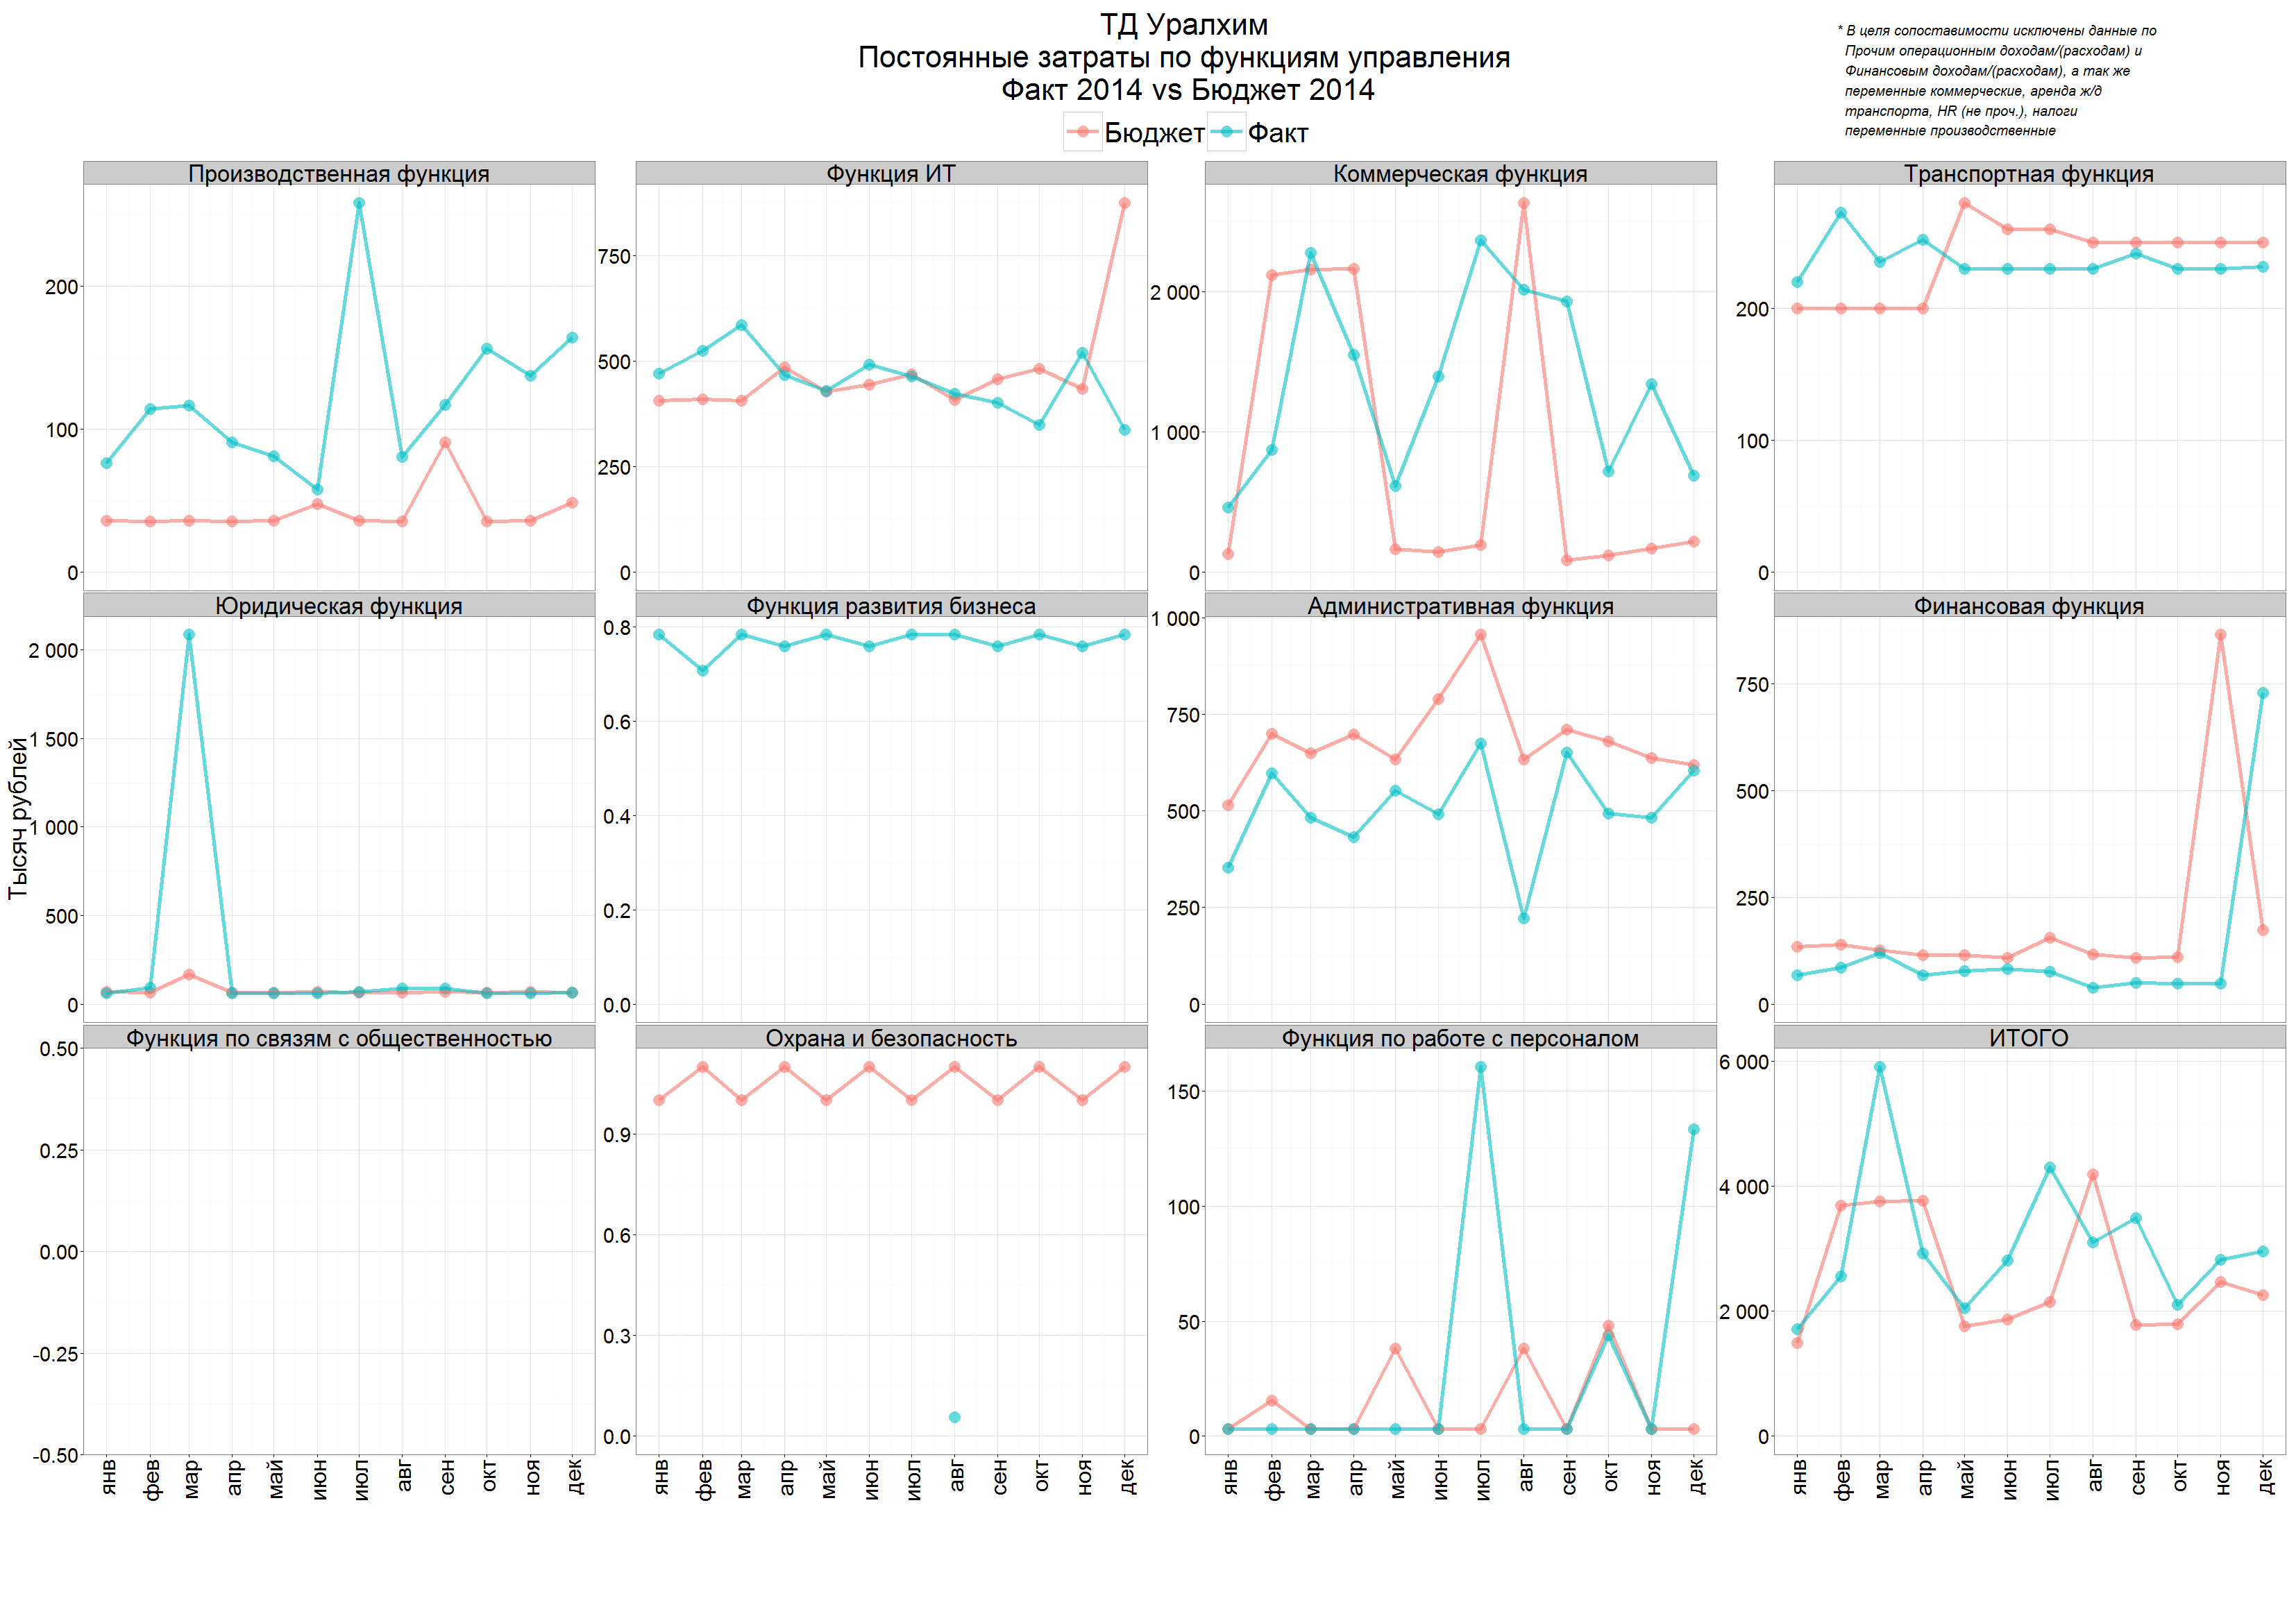 ТД Уралхим
Постоянные затраты по функциям управления
Факт 2014 vs Бюджет 2014
Бюджет Факт
* В целя сопоставимости исключены данные по
Прочим операционным доходам/(расходам) и
Финансовым доходам/(расходам), а так же
переменные коммерческие, аренда ж/д
транспорта, HR (не проч.), налоги
переменные производственные
Тысяч рублей
Производственная функция
200
100
0
Функция ИТ
750
500
250
0
Коммерческая функция
2 000
1 000
0
Транспортная функция
200
100
0
Юридическая функция
2 000
1 500
1 000
500
0
Функция развития бизнеса
0.8
0.6
0.4
0.2
0.0
Административная функция
1 000
750
500
250
0
Финансовая функция
750
500
250
0
Функция по связям с общественностью
0.50
0.25
0.00
-0.25
-0.50
янв фев мар апр май июн июл авг сен окт ноя дек
Охрана и безопасность
0.9
0.6
0.3
0.0
янв фев мар апр май июн июл авг сен окт ноя дек
Функция по работе с персоналом
150
100
50
0
янв фев мар апр май июн июл авг сен окт ноя дек
ИТОГО
6 000
4 000
2 000
0
янв фев мар апр май июн июл авг сен окт ноя дек